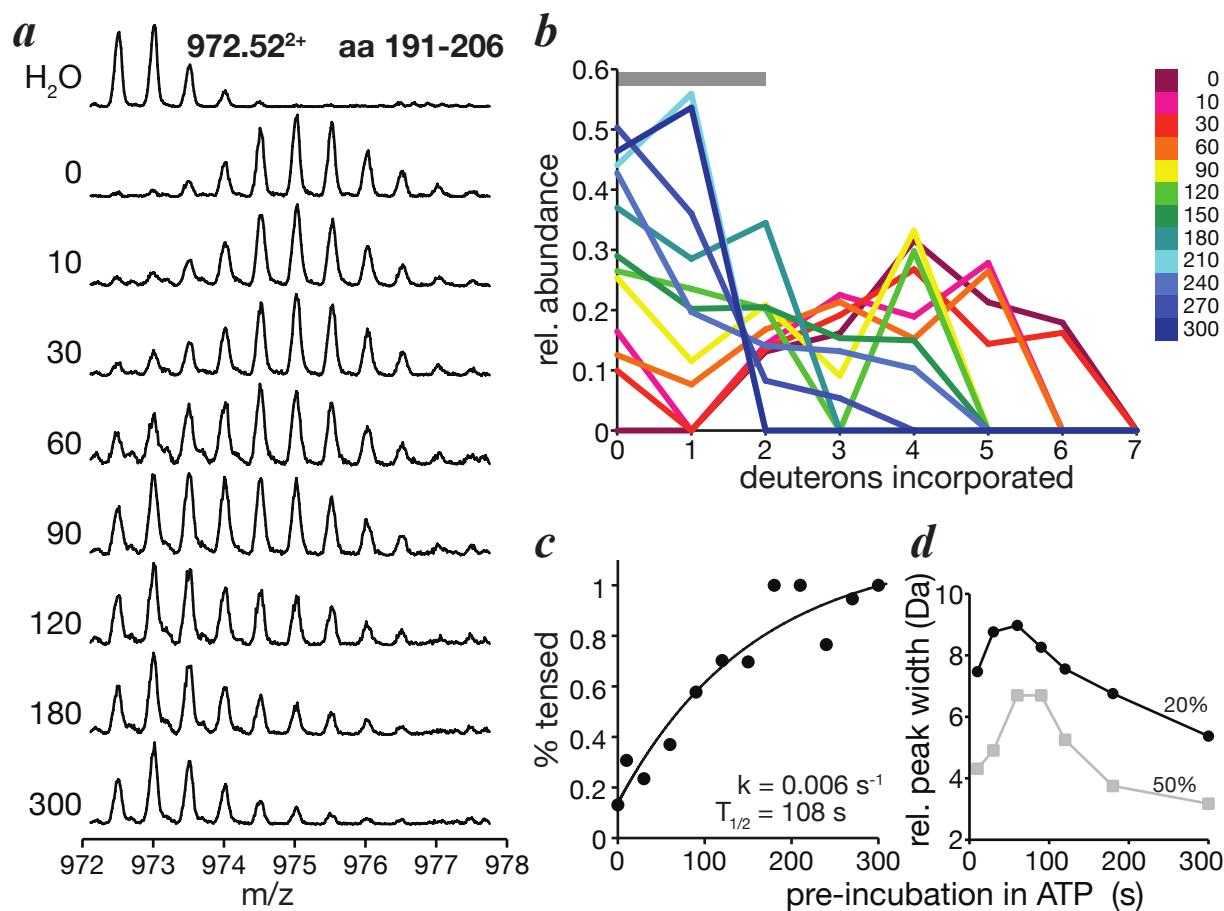 a
972.52²⁺ aa 191-206
H₂O
0
10
30
60
90
120
180
300
972 973 974 975 976 977 978
m/z
b
rel. abundance
0.6
0.5
0.4
0.3
0.2
0.1
0
0 1 2 3 4 5 6 7
deuterons incorporated
0
10
30
60
90
120
150
180
210
240
270
300
c
% tensed
1
0.8
0.6
0.4
0.2
0
k = 0.006 s⁻¹
T₁/₂ = 108 s
0 100 200 300
d
rel. peak width (Da)
10
8
6
4
2
20%
50%
0 100 200 300
pre-incubation in ATP (s)